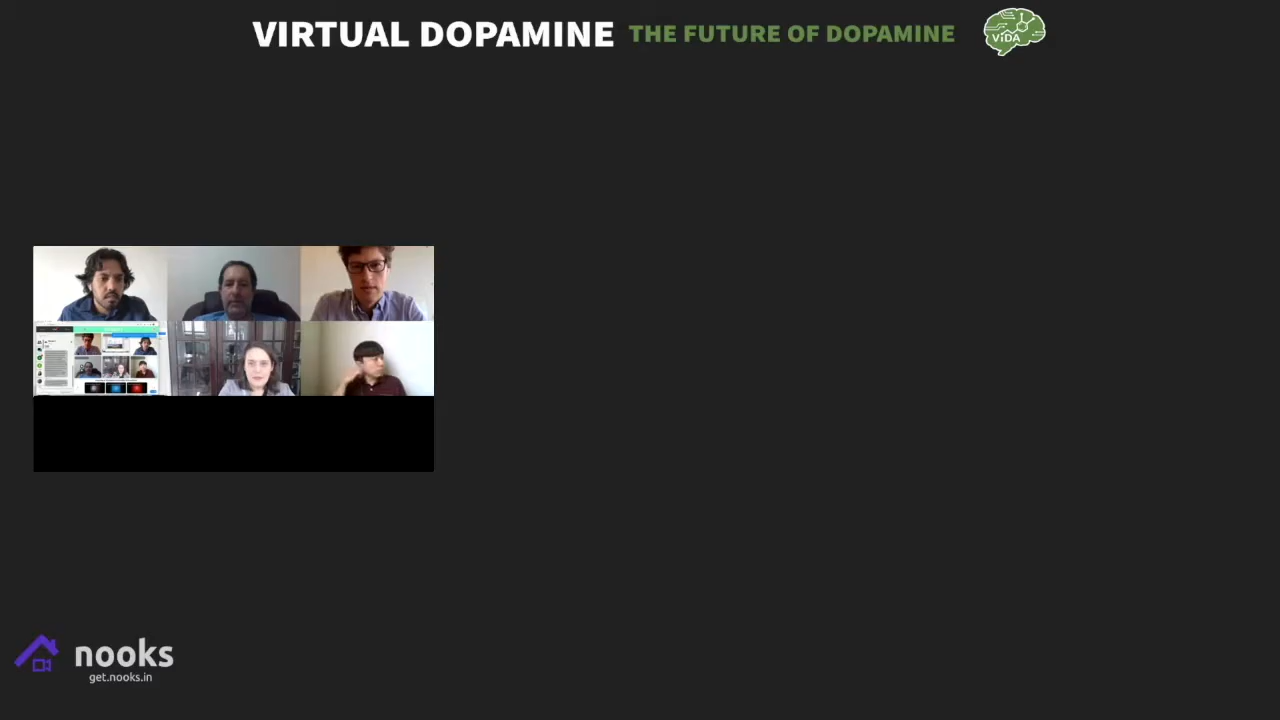 VIRTUAL DOPAMINE THE FUTURE OF DOPAMINE
ViDA
nooks
get.nooks.in